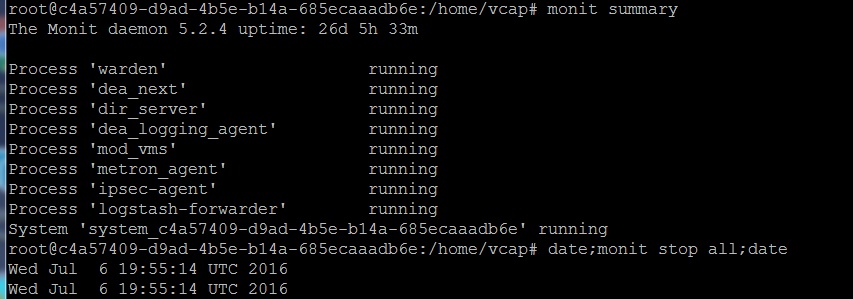 root@c4a57409-d9ad-4b5e-b14a-685ecaaadb6e:/home/vcap# monit summary
The Monit daemon 5.2.4 uptime: 26d 5h 33m
Process 'warden' running
Process 'dea_next' running
Process 'dir_server' running
Process 'dea_logging_agent' running
Process 'mod_vms' running
Process 'metron_agent' running
Process 'ipsec-agent' running
Process 'logstash-forwarder' running
System 'system_c4a57409-d9ad-4b5e-b14a-685ecaaadb6e' running
root@c4a57409-d9ad-4b5e-b14a-685ecaaadb6e:/home/vcap# date;monit stop all;date
Wed Jul  6 19:55:14 UTC 2016
Wed Jul  6 19:55:14 UTC 2016